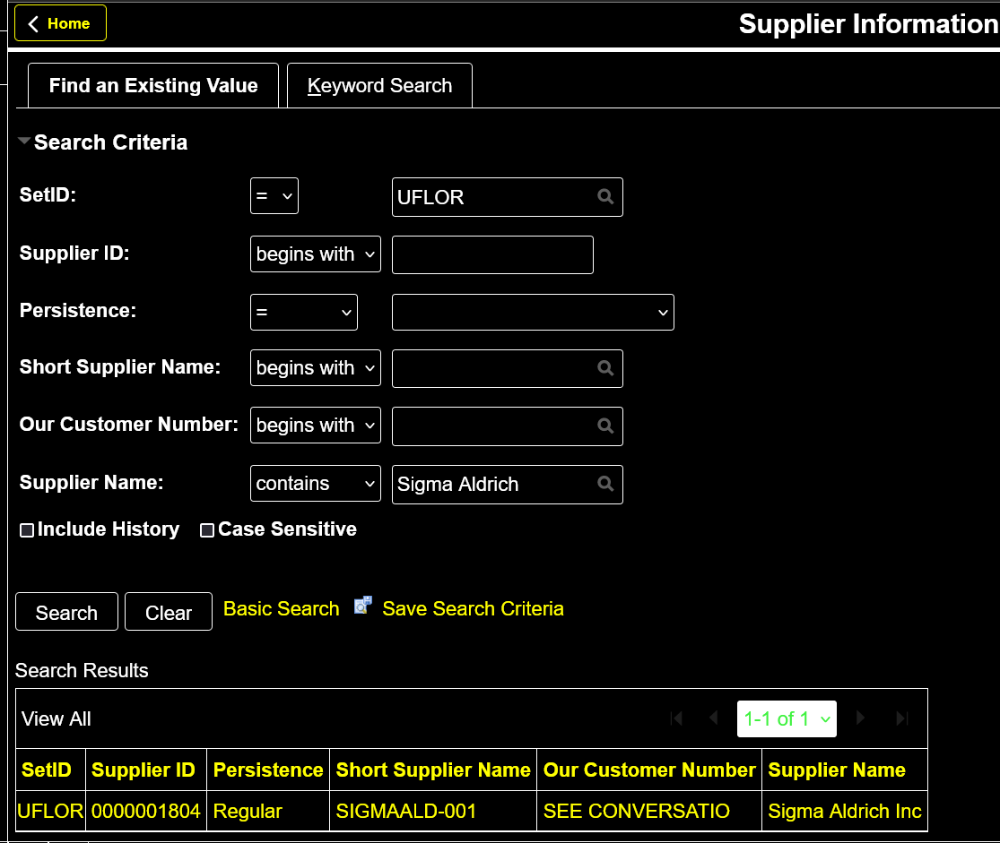 Home
Supplier Information
Find an Existing Value
Keyword Search
Search Criteria
SetID: = UFLOR
Supplier ID: begins with
Persistence: =
Short Supplier Name: begins with
Our Customer Number: begins with
Supplier Name: contains Sigma Aldrich
Include History Case Sensitive
Search Clear Basic Search Save Search Criteria
Search Results
View All 1-1 of 1
SetID Supplier ID Persistence Short Supplier Name Our Customer Number Supplier Name
UFLOR 0000001804 Regular SIGMAALD-001 SEE CONVERSATIO Sigma Aldrich Inc